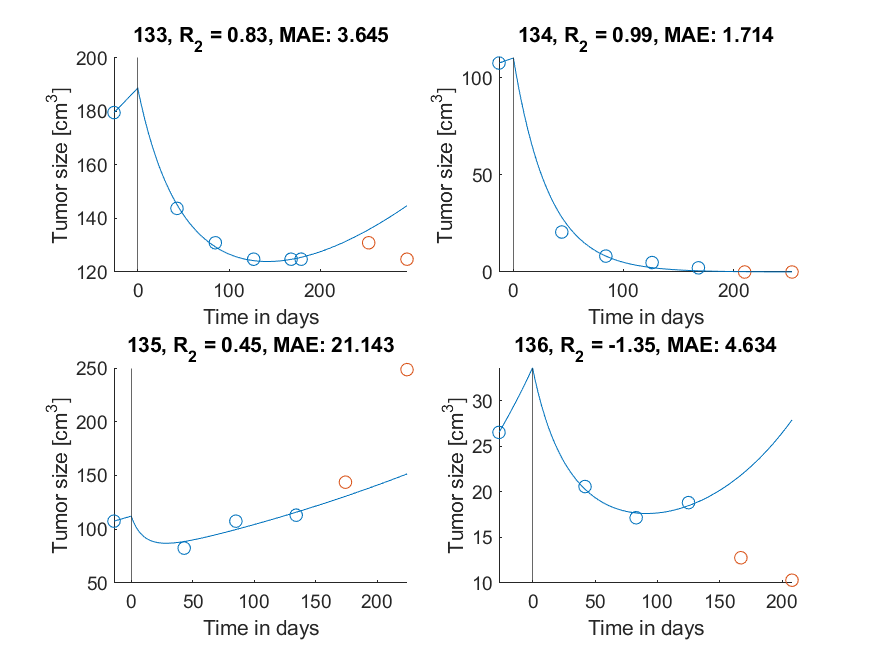 133, R2 = 0.83, MAE: 3.645
200
180
160
140
120
Tumor size [cm3]
0
100
200
Time in days
134, R2 = 0.99, MAE: 1.714
100
50
0
Tumor size [cm3]
0
100
200
Time in days
135, R2 = 0.45, MAE: 21.143
250
200
150
100
50
Tumor size [cm3]
0
50
100
150
200
Time in days
136, R2 = -1.35, MAE: 4.634
30
25
20
15
10
Tumor size [cm3]
0
50
100
150
200
Time in days